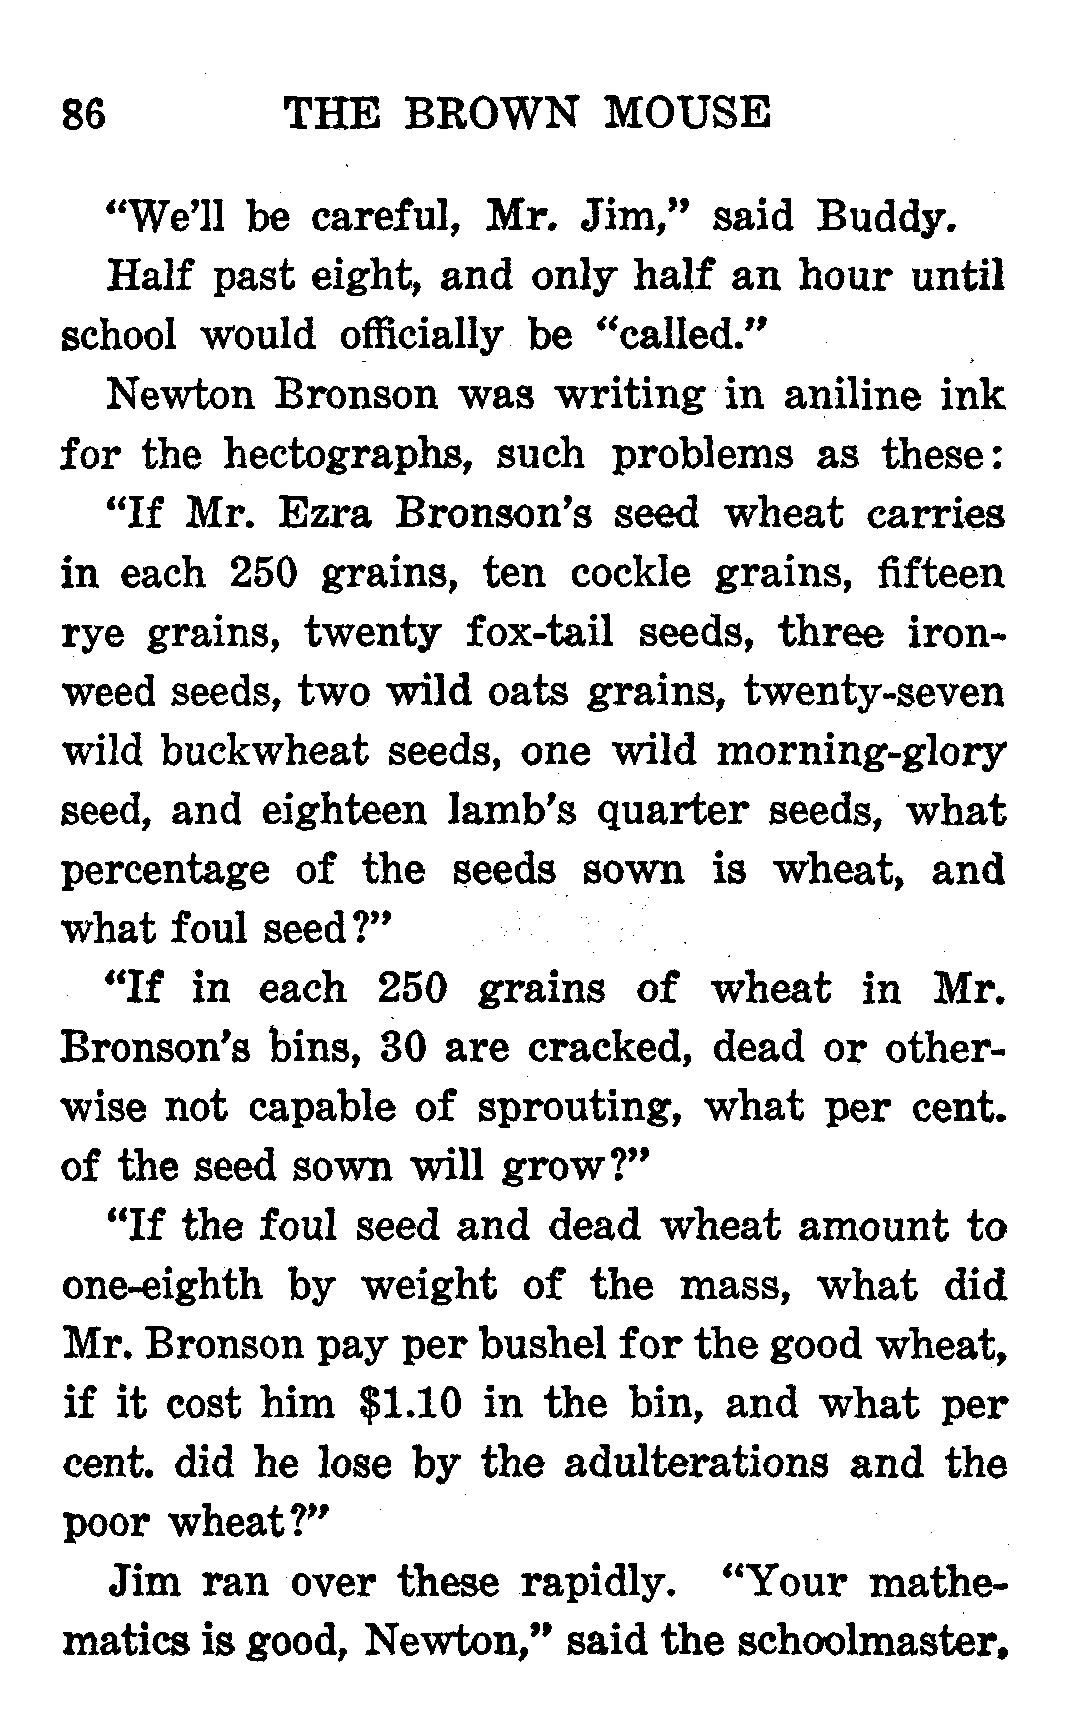 86 THE BROWN MOUSE
“We’ll be careful, Mr. Jim,” said Buddy.
Half past eight, and only half an hour until
school would officially be “called.”
Newton Bronson was writing in aniline ink
for the hectographs, such problems as these:
“If Mr. Ezra Bronson’s seed wheat carries
in each 250 grains, ten cockle grains, fifteen
rye grains, twenty fox-tail seeds, three iron-
weed seeds, two wild oats grains, twenty-seven
wild buckwheat seeds, one wild morning-glory
seed, and eighteen lamb’s quarter seeds, what
percentage of the seeds sown is wheat, and
what foul seed?”
“If in each 250 grains of wheat in Mr.
Bronson’s bins, 30 are cracked, dead or other-
wise not capable of sprouting, what per cent.
of the seed sown will grow?”
“If the foul seed and dead wheat amount to
one-eighth by weight of the mass, what did
Mr. Bronson pay per bushel for the good wheat,
if it cost him $1.10 in the bin, and what per
cent. did he lose by the adulterations and the
poor wheat?”
Jim ran over these rapidly. “Your mathe-
matics is good, Newton,” said the schoolmaster,